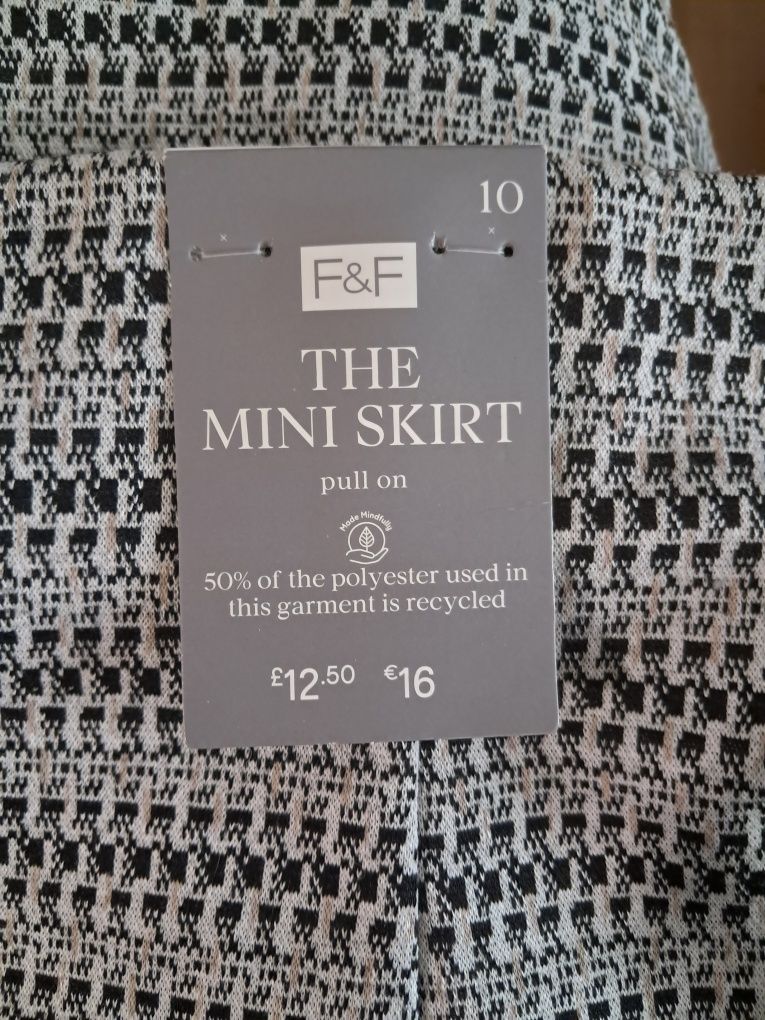 10
F&F
THE
MINI SKIRT
pull on
Made Mindfully
50% of the polyester used in
this garment is recycled
£12.50 €16